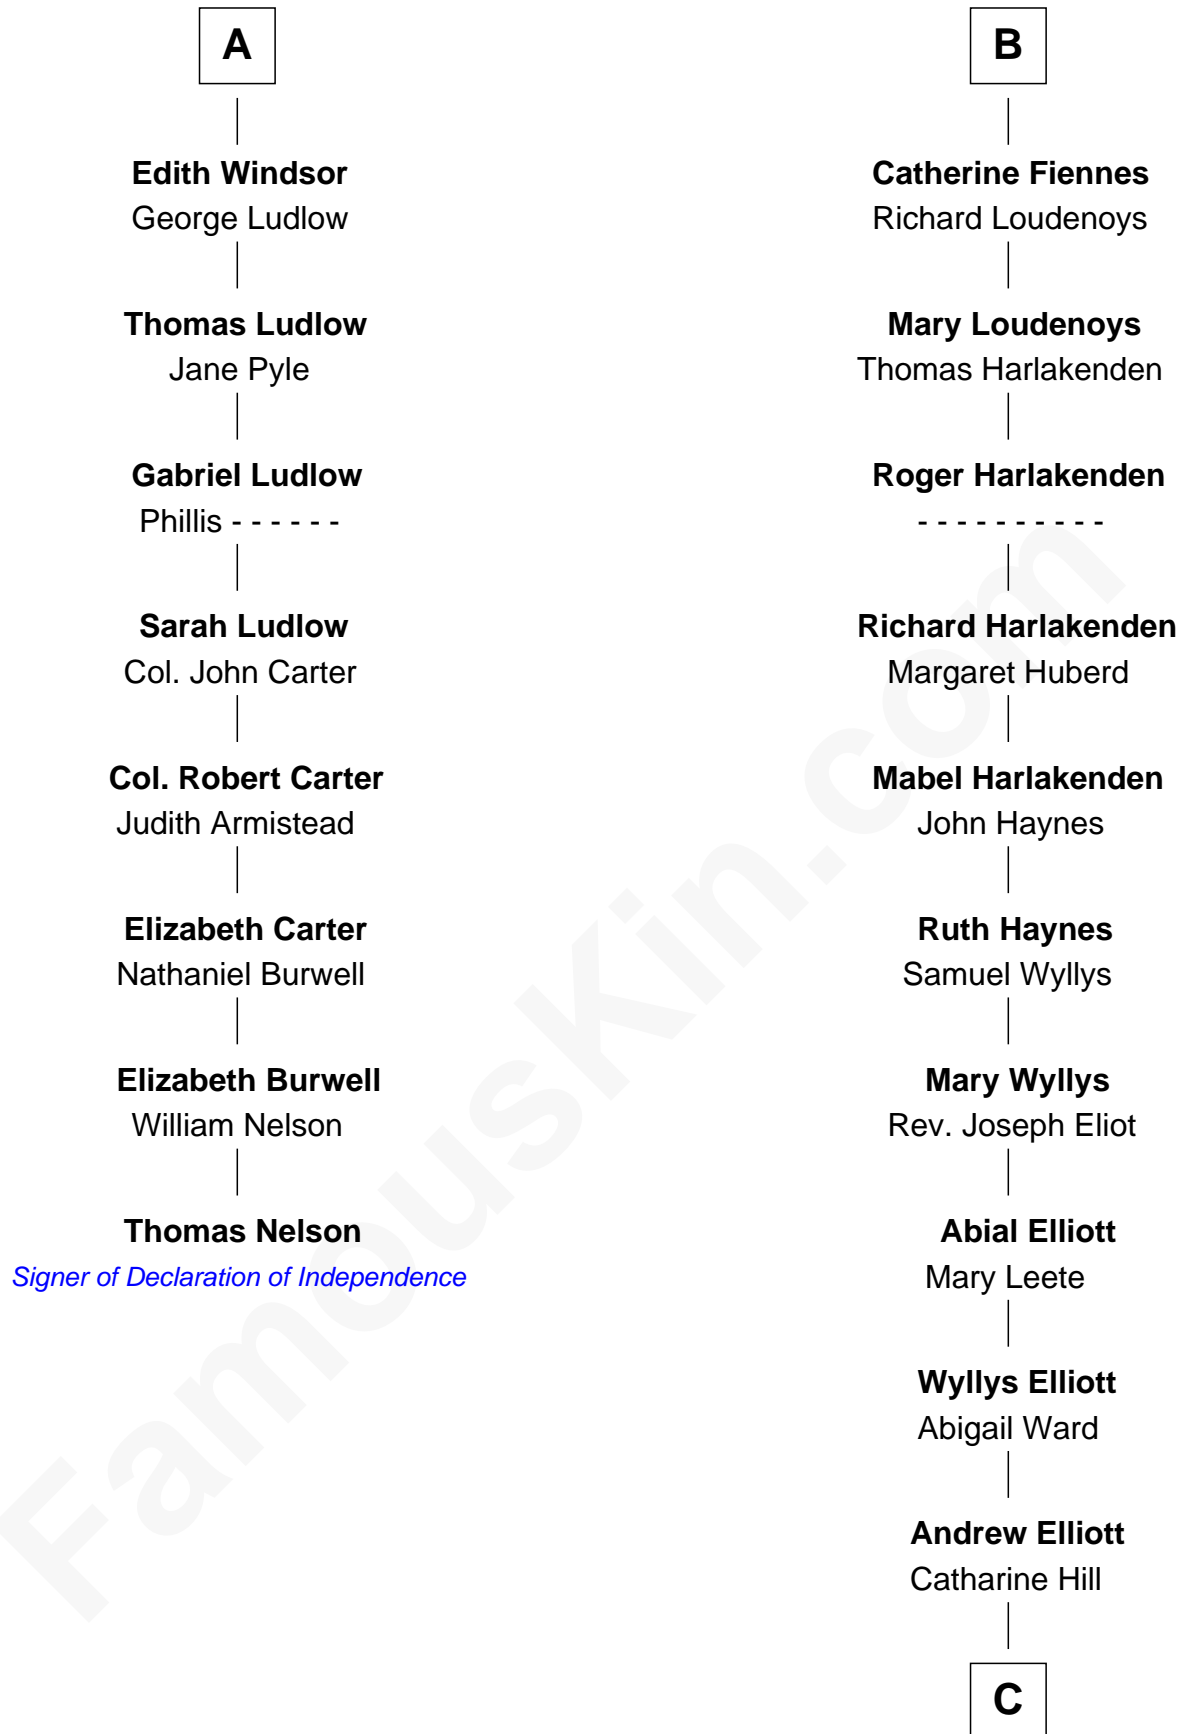 A
Edith Windsor
George Ludlow
Thomas Ludlow
Jane Pyle
Gabriel Ludlow
Phillis - - - - - -
Sarah Ludlow
Col. John Carter
Col. Robert Carter
Judith Armistead
Elizabeth Carter
Nathaniel Burwell
Elizabeth Burwell
William Nelson
Thomas Nelson
Signer of Declaration of Independence
B
Catherine Fiennes
Richard Loudenoys
Mary Loudenoys
Thomas Harlakenden
Roger Harlakenden
- - - - - - - - - -
Richard Harlakenden
Margaret Huberd
Mabel Harlakenden
John Haynes
Ruth Haynes
Samuel Wyllys
Mary Wyllys
Rev. Joseph Eliot
Abial Elliott
Mary Leete
Wyllys Elliott
Abigail Ward
Andrew Elliott
Catharine Hill
C
FamousKin.com